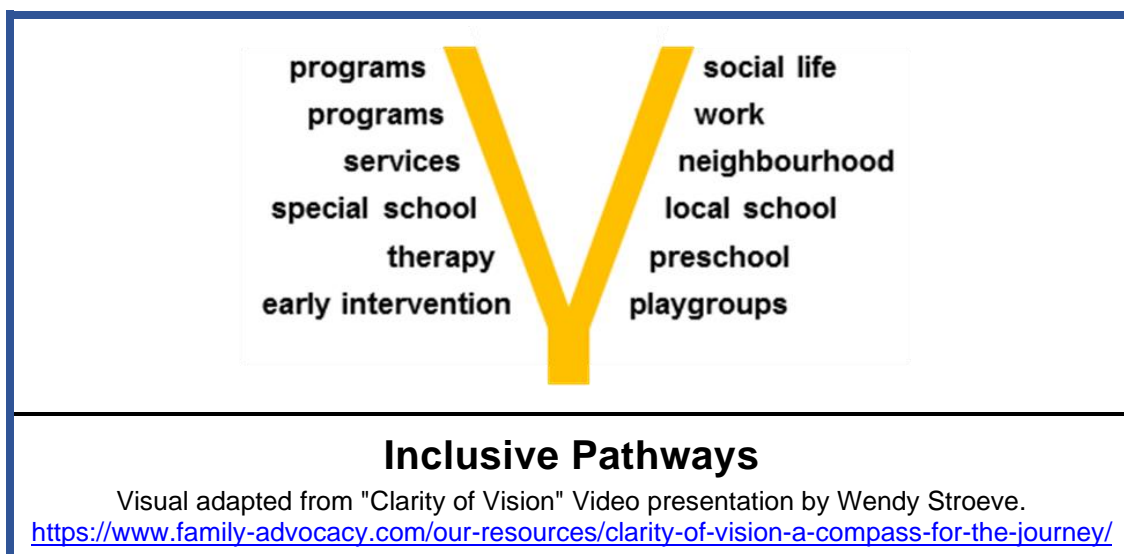 programs social life
programs work
services neighbourhood
special school local school
therapy preschool
early intervention playgroups
Inclusive Pathways
Visual adapted from "Clarity of Vision" Video presentation by Wendy Stroeve.
https://www.family-advocacy.com/our-resources/clarity-of-vision-a-compass-for-the-journey/